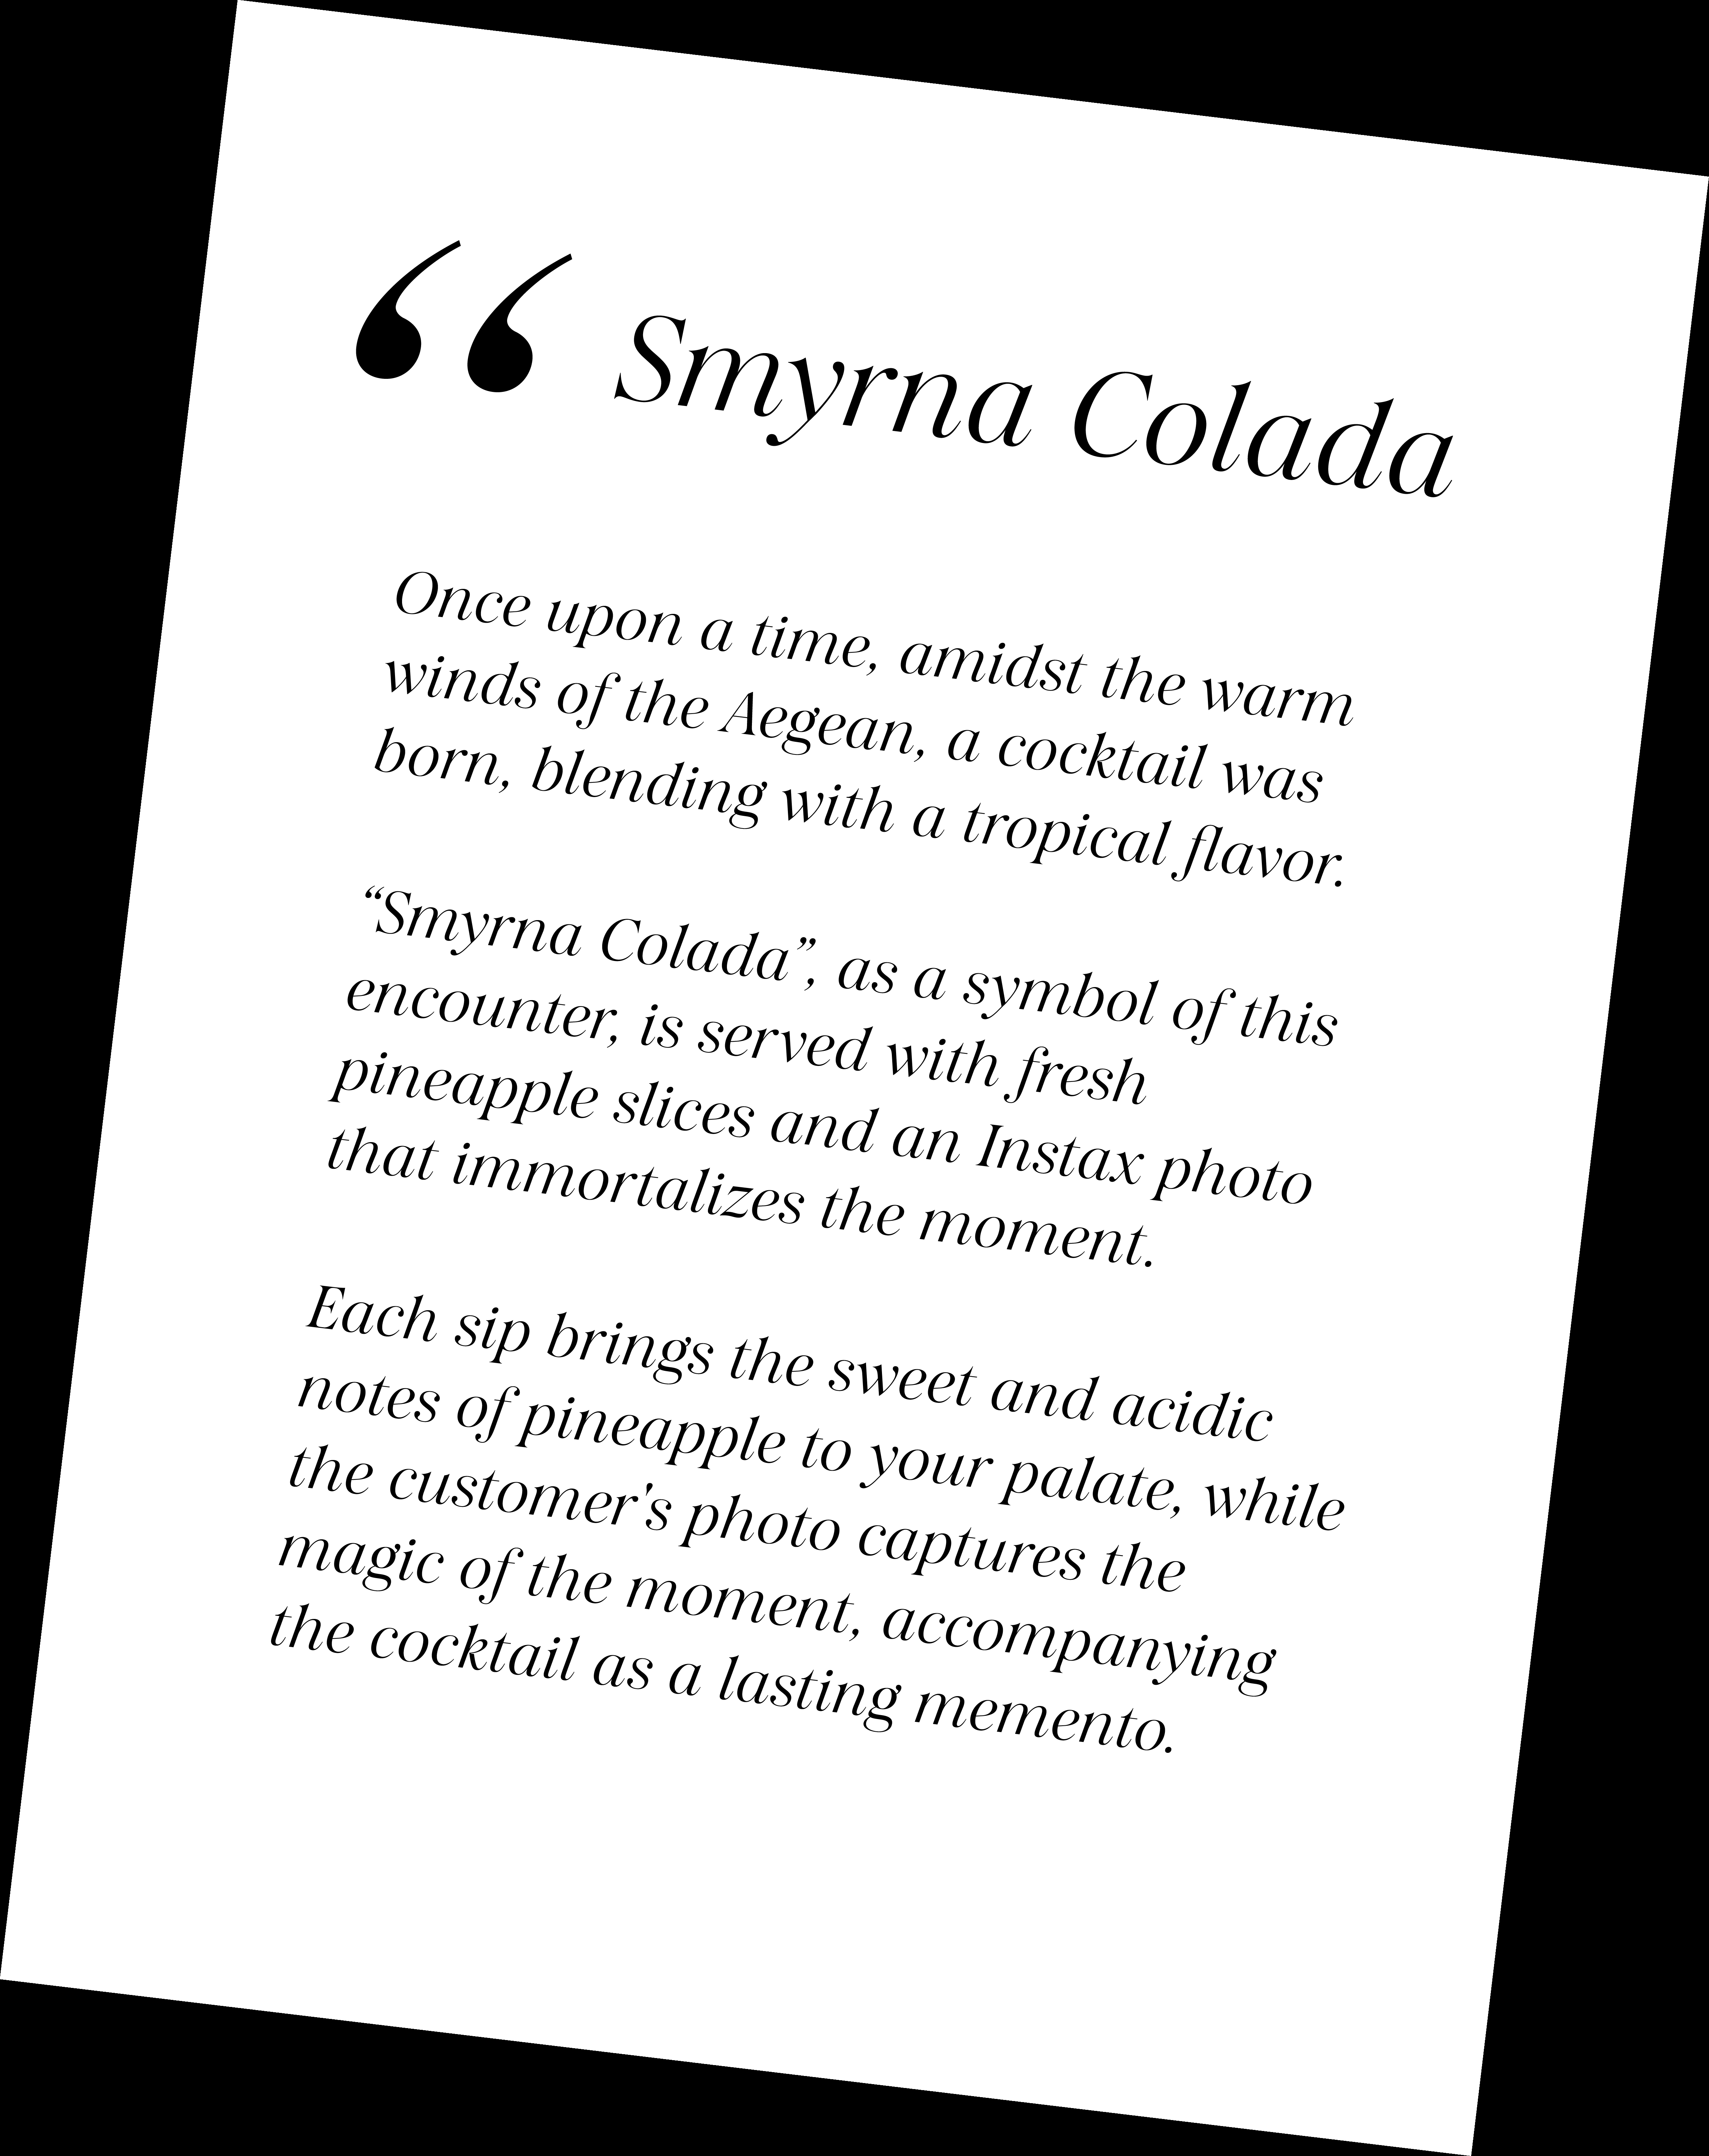 “ Smyrna Colada
Once upon a time, amidst the warm
winds of the Aegean, a cocktail was
born, blending with a tropical flavor.
“Smyrna Colada”, as a symbol of this
encounter, is served with fresh
pineapple slices and an Instax photo
that immortalizes the moment.
Each sip brings the sweet and acidic
notes of pineapple to your palate, while
the customer's photo captures the
magic of the moment, accompanying
the cocktail as a lasting memento.